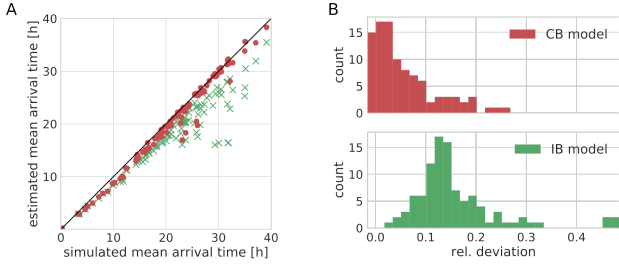 A
estimated mean arrival time [h]
40
30
20
10
0
10
20
30
40
simulated mean arrival time [h]
B
count
15
10
5
0
CB model
count
15
10
5
0
IB model
0.0
0.1
0.2
0.3
0.4
rel. deviation